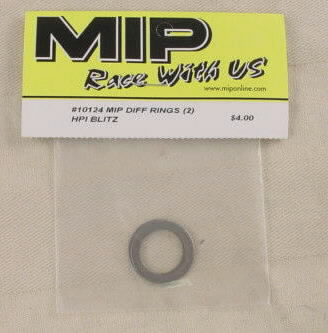 MIP
Race With US
www.miponline.com
#10124 MIP DIFF RINGS (2)
HPI BLITZ $4.00